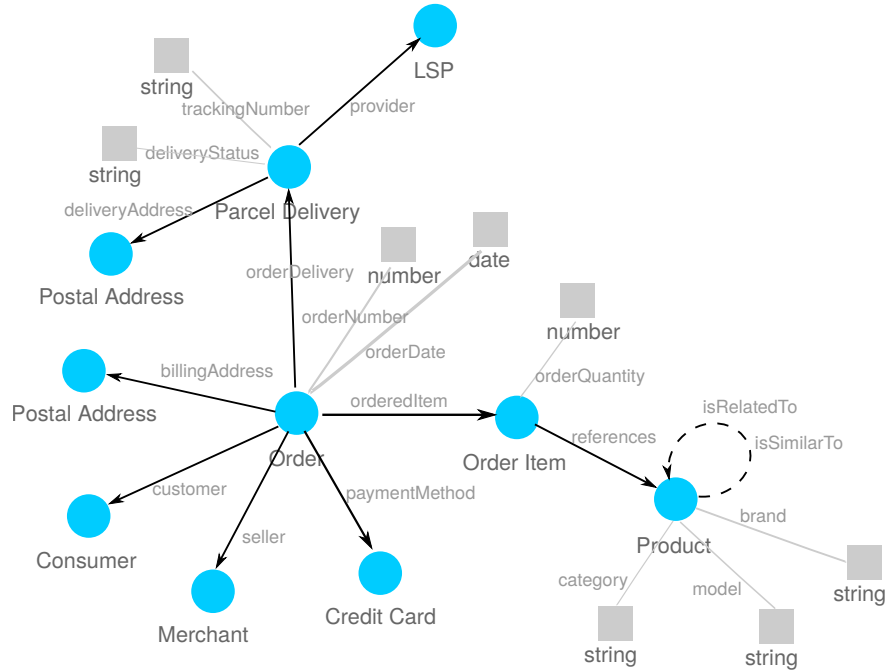 LSP
string
trackingNumber
provider
deliveryStatus
string
deliveryAddress
Parcel Delivery
Postal Address
orderDelivery
number
date
orderNumber
orderDate
number
billingAddress
orderQuantity
Postal Address
orderedItem
isRelatedTo
references
isSimilarTo
Order
Order Item
customer
paymentMethod
seller
Product
brand
Consumer
category
model
Merchant
Credit Card
string
string
string